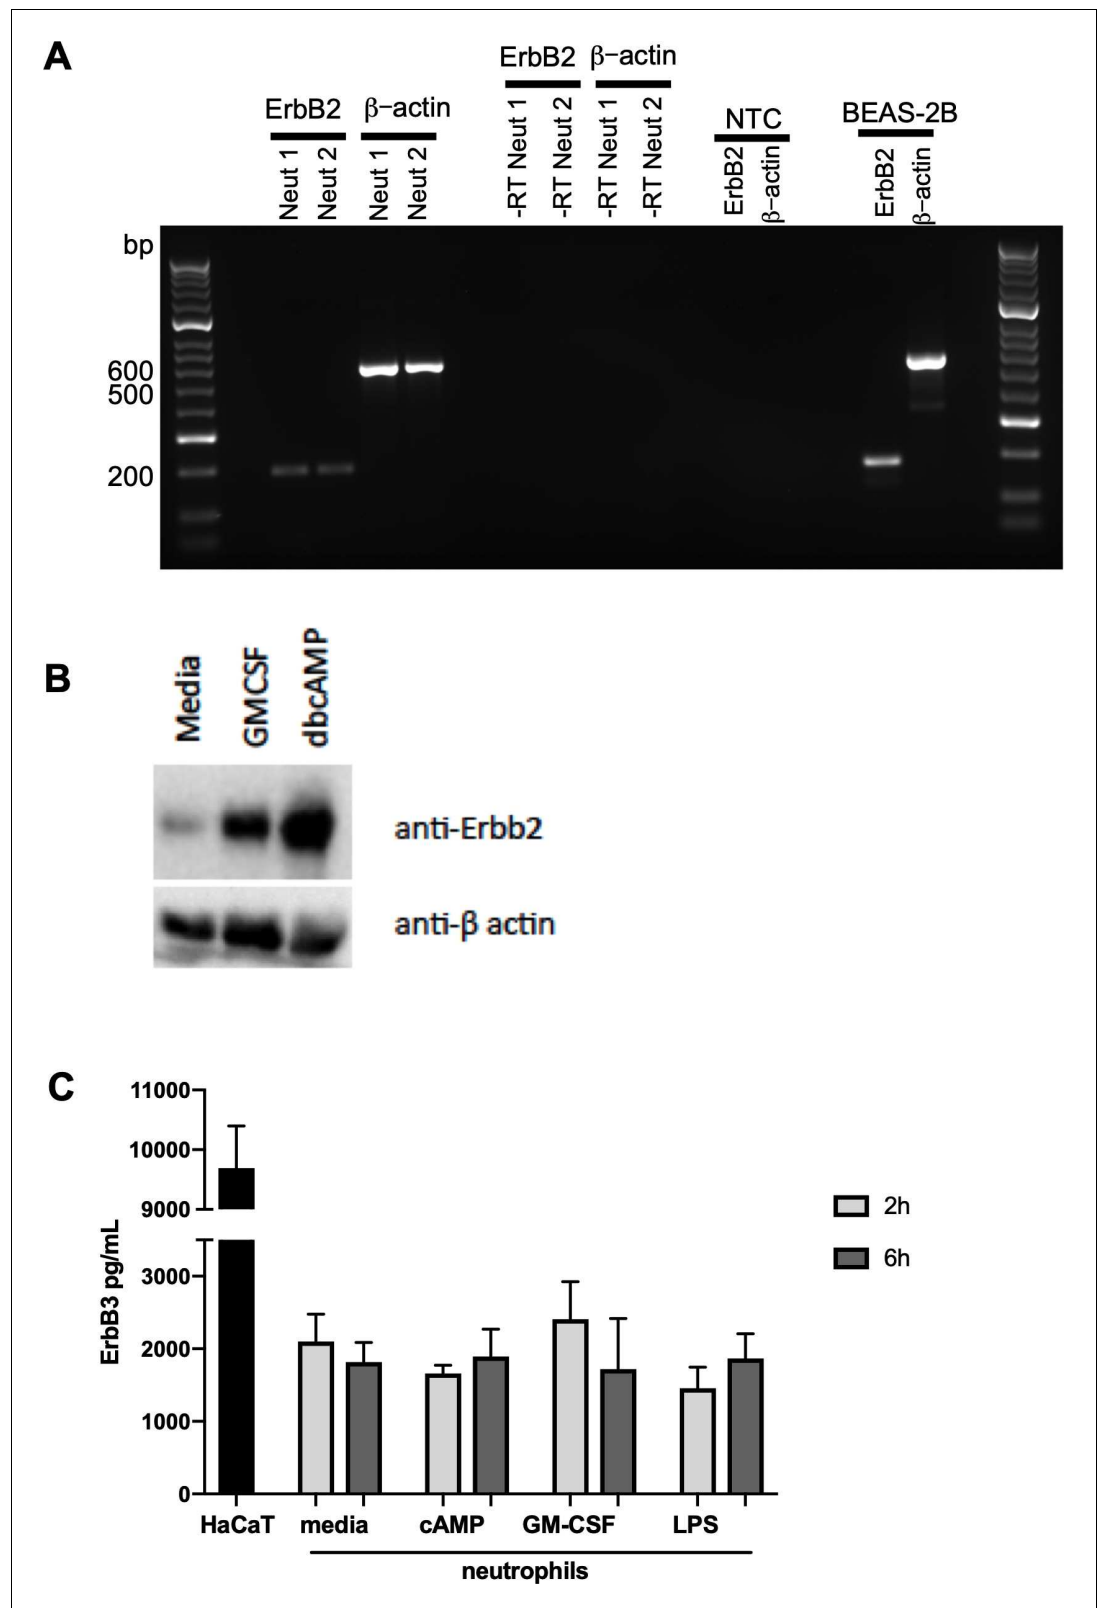 A
ErbB2 β−actin
ErbB2 β−actin NTC BEAS-2B
Neut 1 Neut 2 Neut 1 Neut 2 -RT Neut 1 -RT Neut 2 -RT Neut 1 -RT Neut 2 ErbB2 β-actin ErbB2 β-actin
bp
600
500
200
B
Media GMCSF dbcAMP
anti-Erbb2
anti-β actin
C
ErbB3 pg/mL
11000
10000
9000
3000
2000
1000
0
2h
6h
HaCaT media cAMP GM-CSF LPS
neutrophils